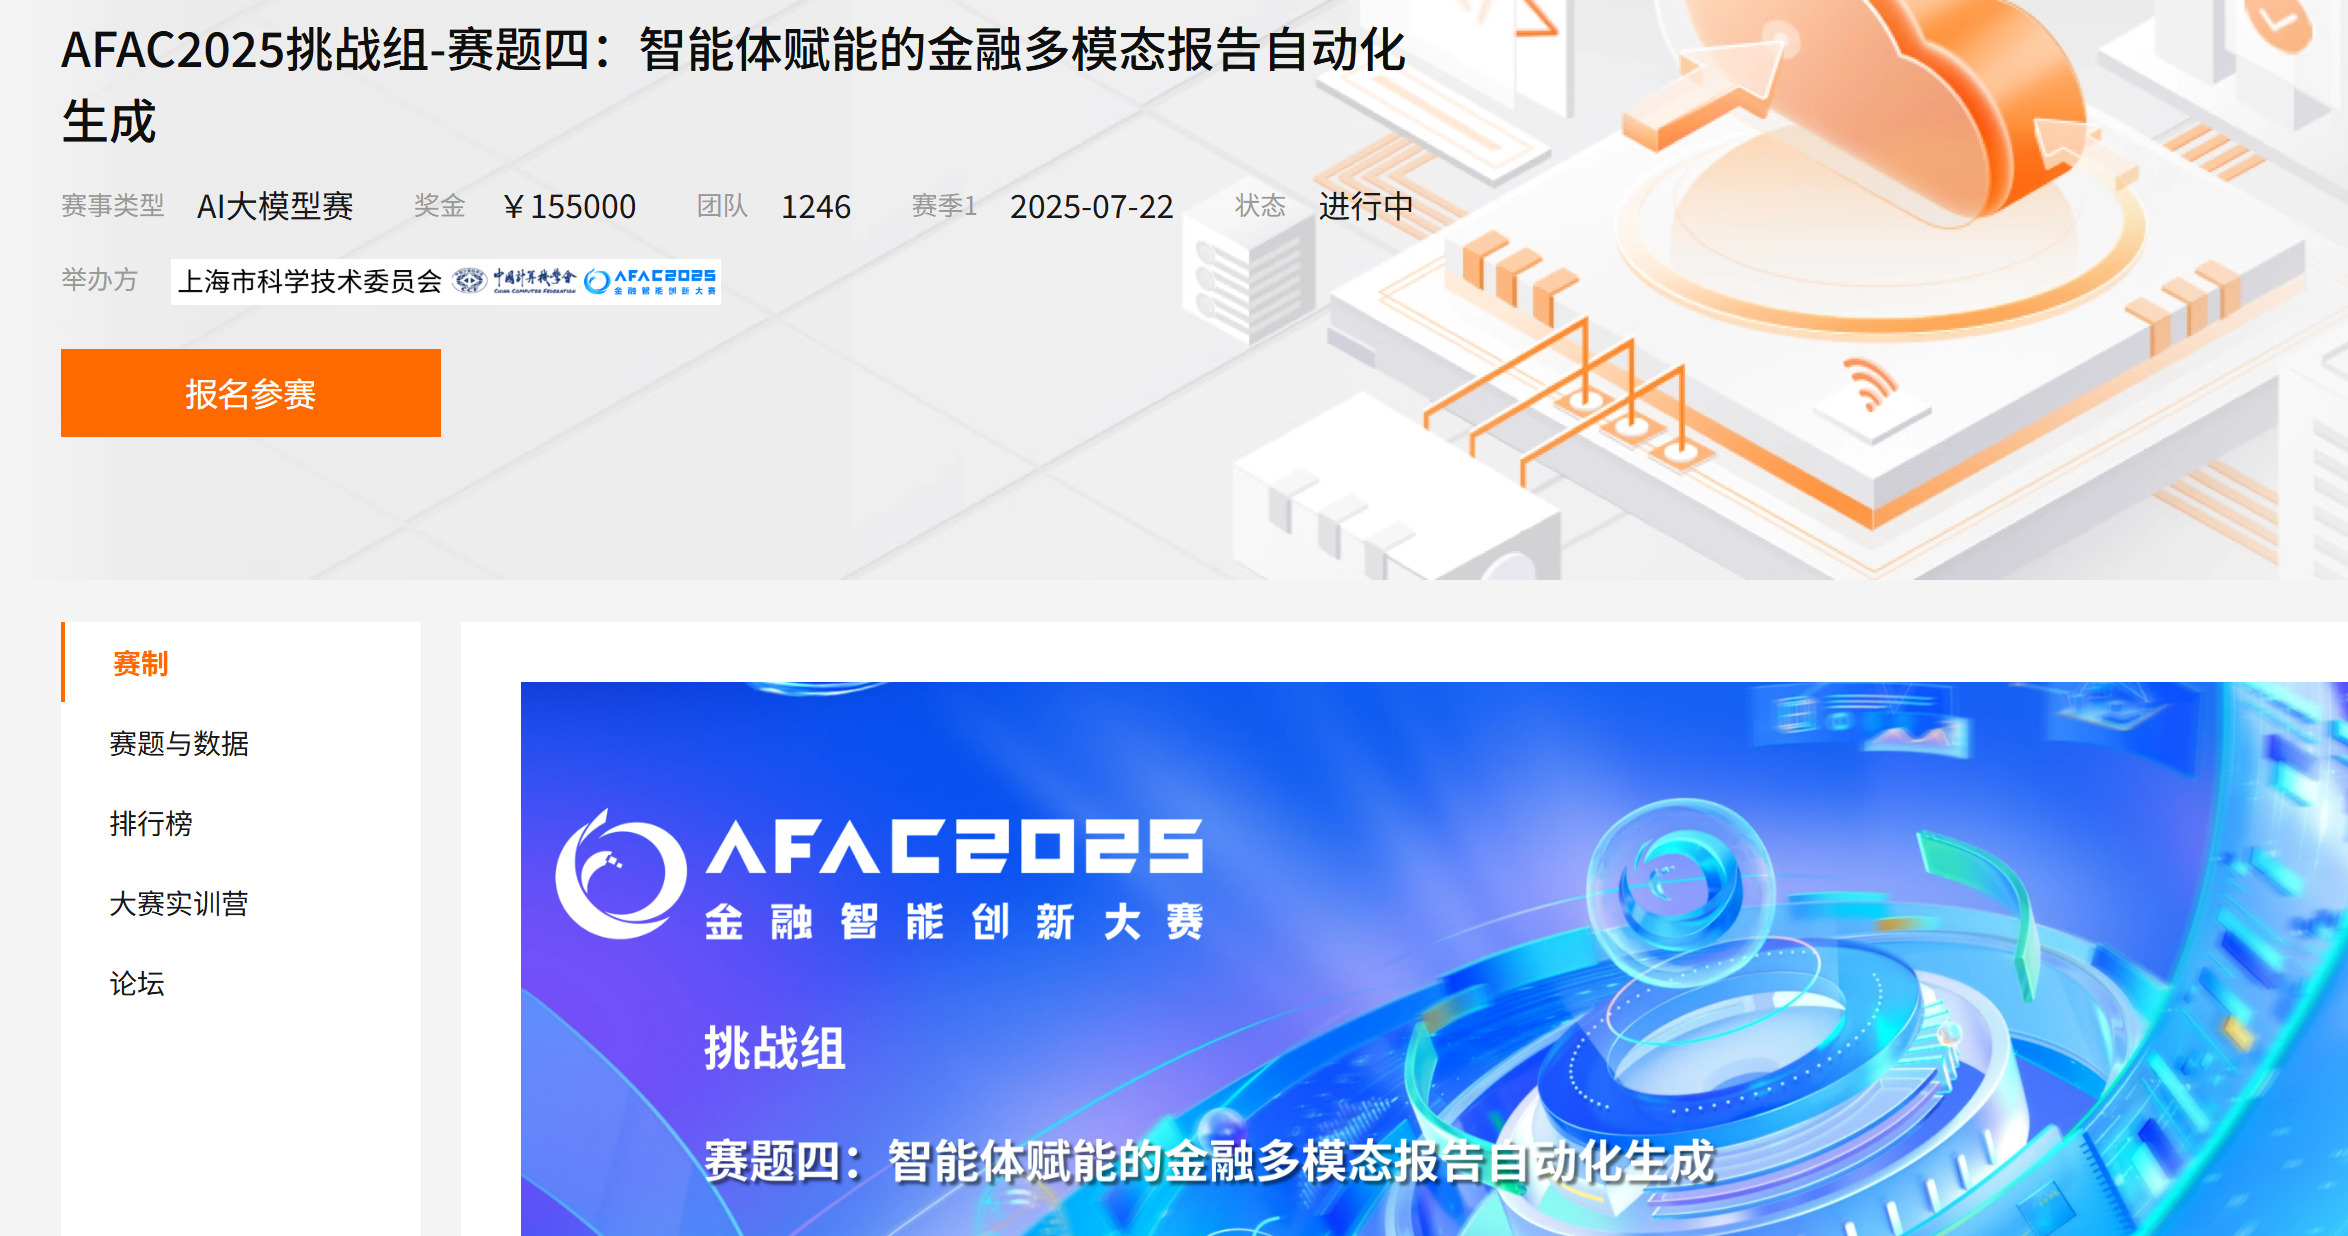 AFAC2025挑战组-赛题四：智能体赋能的金融多模态报告自动化
生成
赛事类型 AI大模型赛 奖金 ￥155000 团队 1246 赛季1 2025-07-22 状态 进行中
举办方 上海市科学技术委员会 中国计算机学会 CHINA COMPUTER FEDERATION AFAC2025 金融智能创新大赛
报名参赛
赛制
赛题与数据
排行榜
大赛实训营
论坛
AFAC2025
金融智能创新大赛
挑战组
赛题四：智能体赋能的金融多模态报告自动化生成